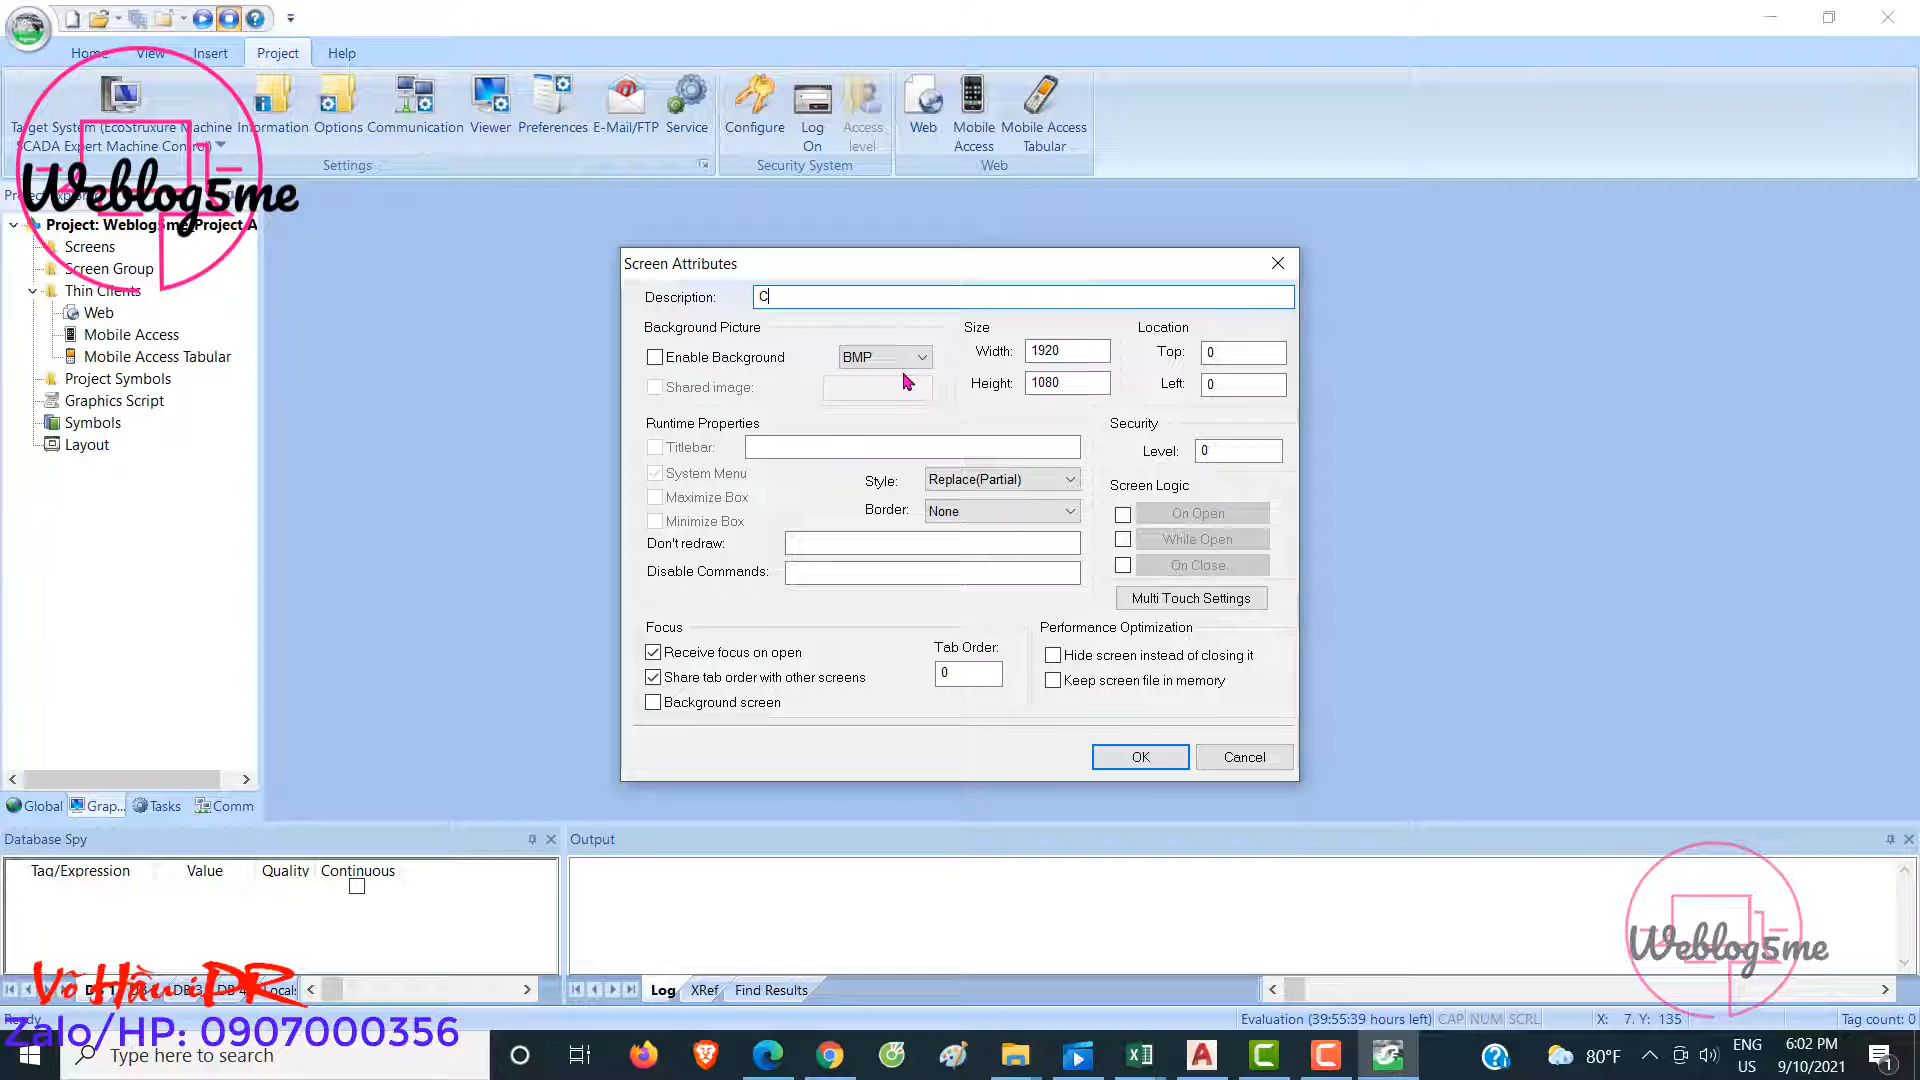 Home View Insert Project Help
Target System (EcoStruxure Machine
SCADA Expert Machine Control)
Information Options Communication Viewer Preferences E-Mail/FTP Service
Settings
Configure Log On Access level
Security System
Web Mobile Access Mobile Access Tabular
Web
Weblog5me
Project: Weblog5me Project A
Screens
Screen Group
Thin Clients
Web
Mobile Access
Mobile Access Tabular
Project Symbols
Graphics Script
Symbols
Layout
Global Grap... Tasks Comm
Screen Attributes
Description: C
Background Picture
Enable Background BMP
Shared image:
Size
Width: 1920
Height: 1080
Location
Top: 0
Left: 0
Runtime Properties
Titlebar:
System Menu
Maximize Box
Minimize Box
Style: Replace(Partial)
Border: None
Don't redraw:
Disable Commands:
Security
Level: 0
Screen Logic
On Open
While Open
On Close.
Multi Touch Settings
Focus
Receive focus on open
Share tab order with other screens
Background screen
Tab Order:
0
Performance Optimization
Hide screen instead of closing it
Keep screen file in memory
OK Cancel
Database Spy
Tag/Expression Value Quality Continuous
Output
Weblog5me
Log XRef Find Results
Zalo/HP: 0907000356
Evaluation (39:55:39 hours left) CAP NUM SCRL X: 7. Y: 135 Tag count: 0
Type here to search
80°F
ENG
US
6:02 PM
9/10/2021
1